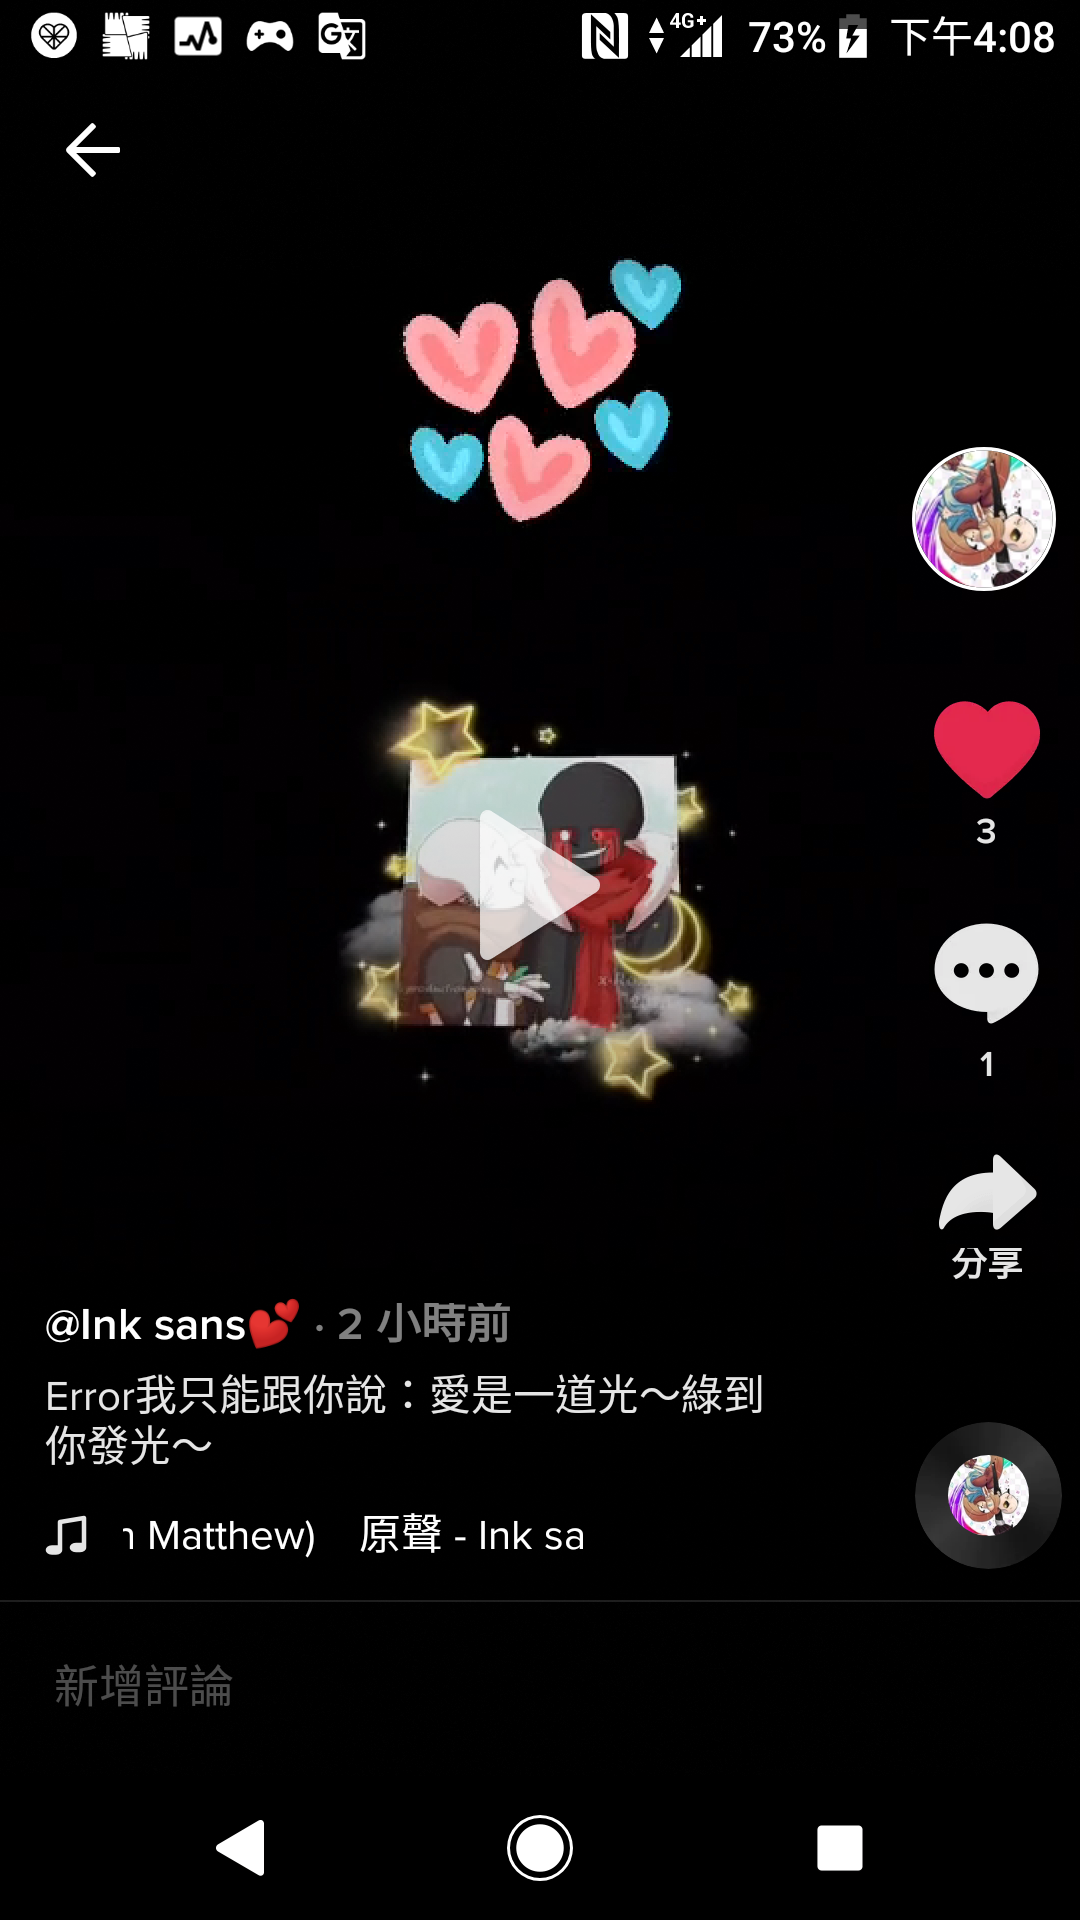 4G+ 73% 下午4:08
3
1
分享
@Ink sans💕 · 2 小時前
Error我只能跟你說：愛是一道光～綠到
你發光～
Matthew) 原聲 - Ink sa
新增評論